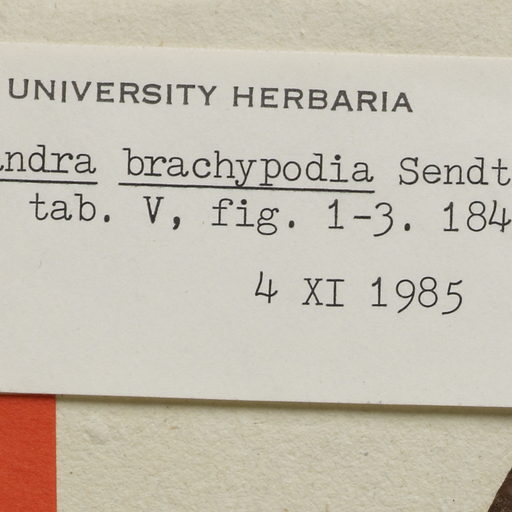 UNIVERSITY HERBARIA
ndra brachypodia Sendt
tab. V, fig. 1-3. 184
4 XI 1985